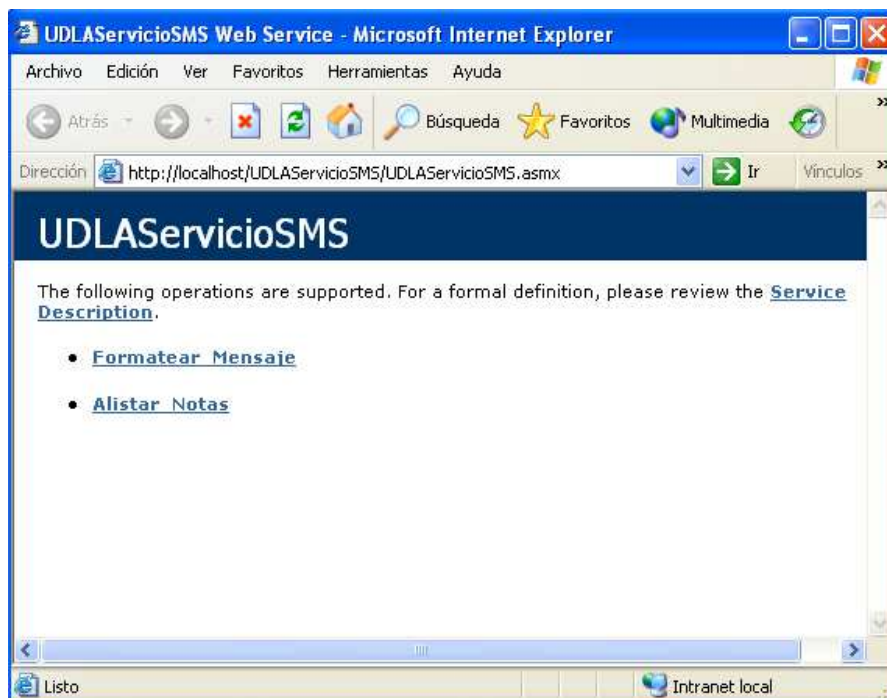 UDLAServicioSMS Web Service - Microsoft Internet Explorer
Archivo Edición Ver Favoritos Herramientas Ayuda
Atrás Búsqueda Favoritos Multimedia »
Dirección http://localhost/UDLAServicioSMS/UDLAServicioSMS.asmx Ir Vínculos »
UDLAServicioSMS
The following operations are supported. For a formal definition, please review the Service
Description.
• Formatear_Mensaje
• Alistar_Notas
Listo Intranet local